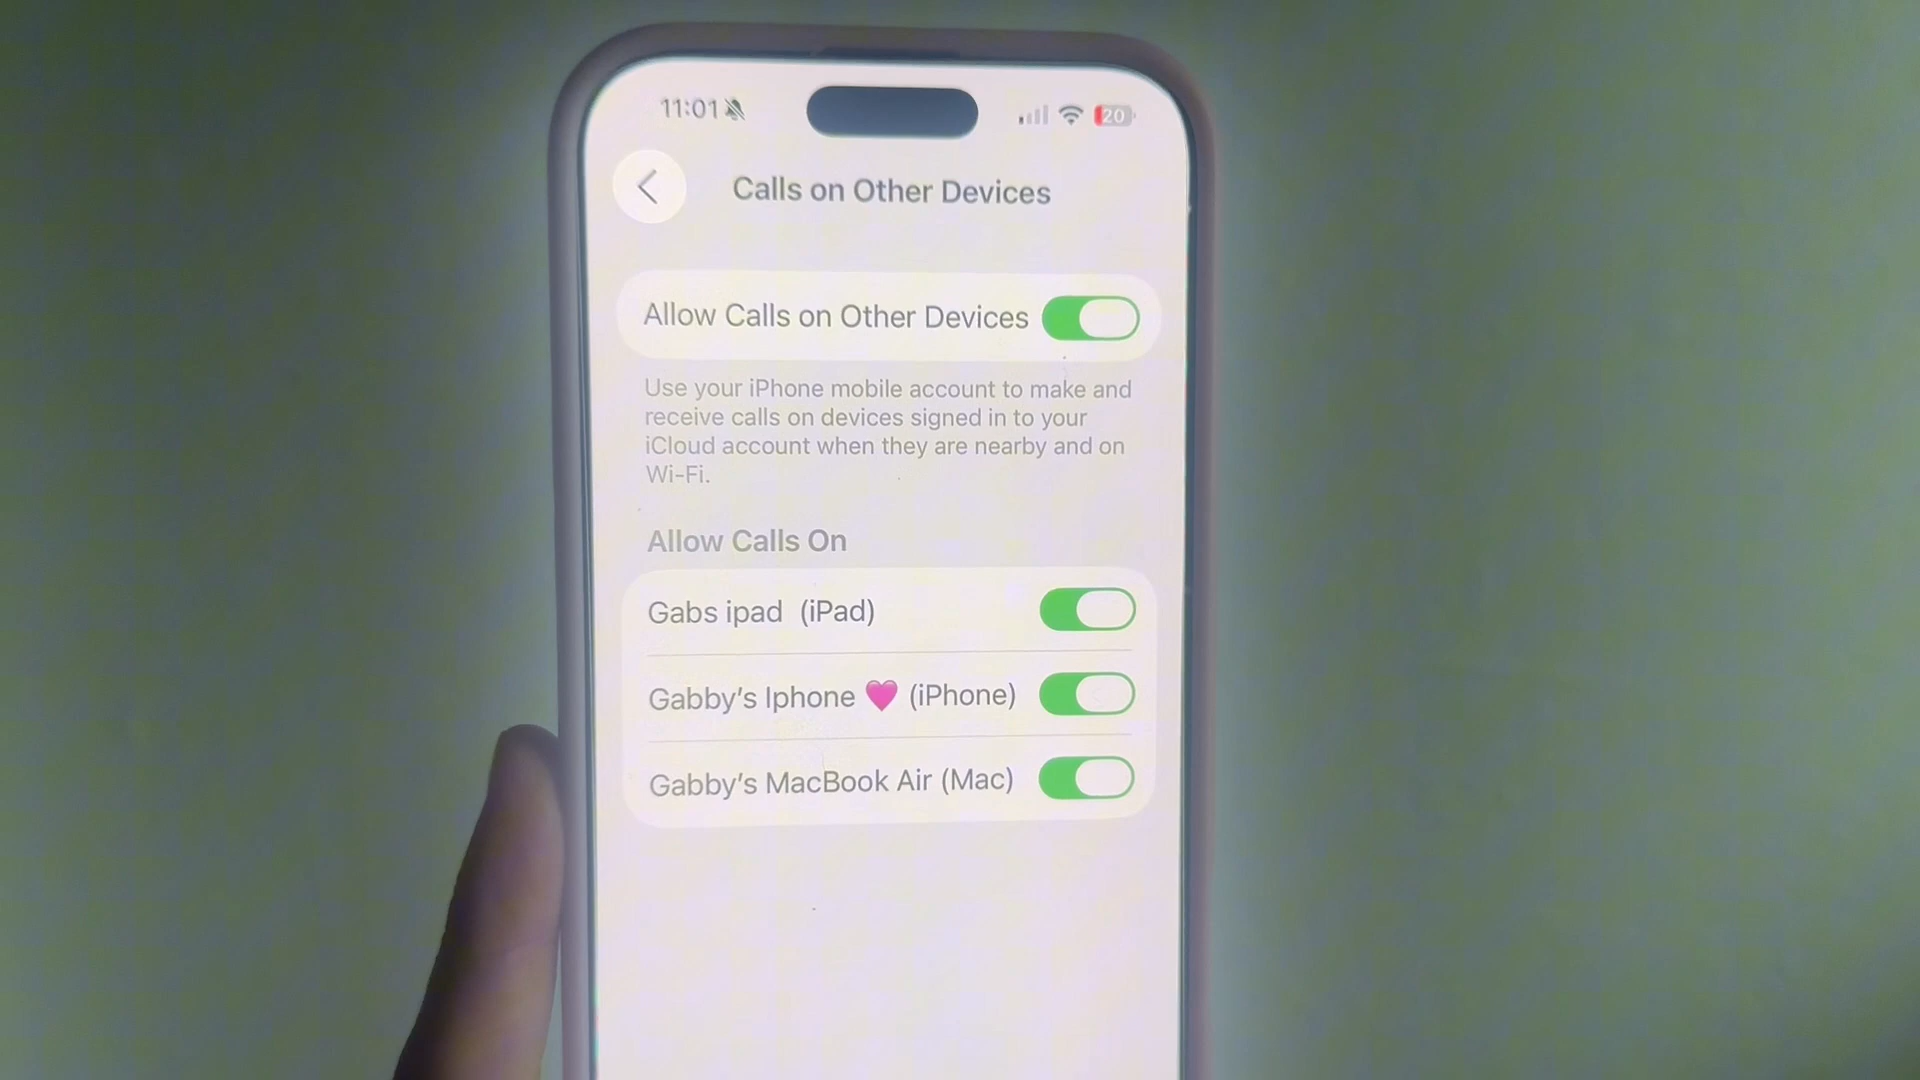 11:01
20
Calls on Other Devices
Allow Calls on Other Devices
Use your iPhone mobile account to make and
receive calls on devices signed in to your
iCloud account when they are nearby and on
Wi-Fi.
Allow Calls On
Gabs ipad  (iPad)
Gabby's Iphone 🩷 (iPhone)
Gabby's MacBook Air (Mac)